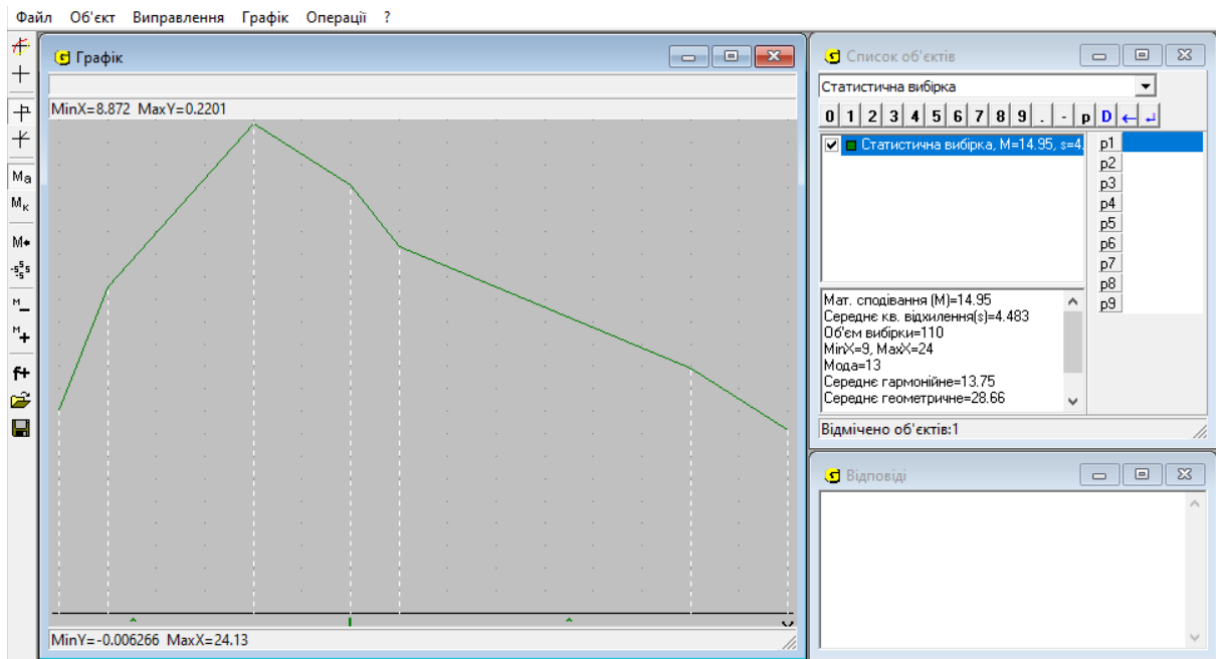 Файл Об'єкт Виправлення Графік Операції ?
Графік
MinX=8.872 MaxY=0.2201
MinY=-0.006266 MaxX=24.13
Ma
Mк
M
-s s s s
M
M+
f+
Список об'єктів
Статистична вибірка
0 1 2 3 4 5 6 7 8 9 . - p D
Статистична вибірка, M=14.95, s=4.
p1
p2
p3
p4
p5
p6
p7
p8
p9
Мат. сподівання (M)=14.95
Середнє кв. відхилення(s)=4.483
Об'єм вибірки=110
MinX=9, MaxX=24
Мода=13
Середнє гармонійне=13.75
Середнє геометричне=28.66
Відмічено об'єктів:1
Відповіді